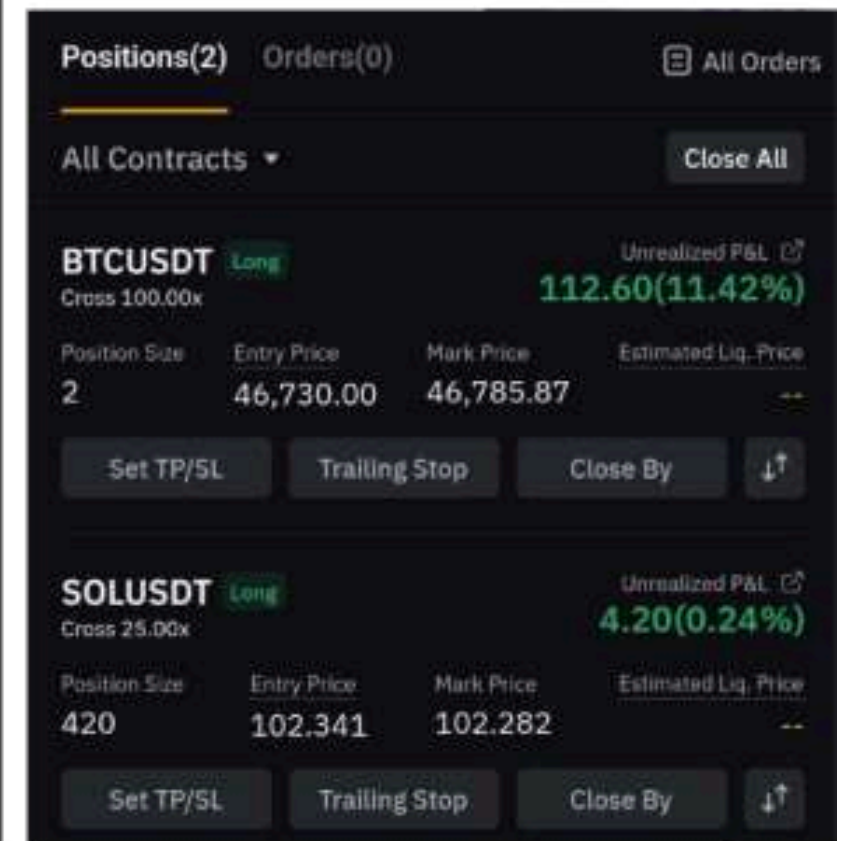 Positions(2) Orders(0) All Orders
All Contracts Close All
BTCUSDT Long Unrealized P&L
Cross 100.00x 112.60(11.42%)
Position Size Entry Price Mark Price Estimated Liq. Price
2 46,730.00 46,785.87 --
Set TP/SL Trailing Stop Close By
SOLUSDT Long Unrealized P&L
Cross 25.00x 4.20(0.24%)
Position Size Entry Price Mark Price Estimated Liq. Price
420 102.341 102.282 --
Set TP/SL Trailing Stop Close By